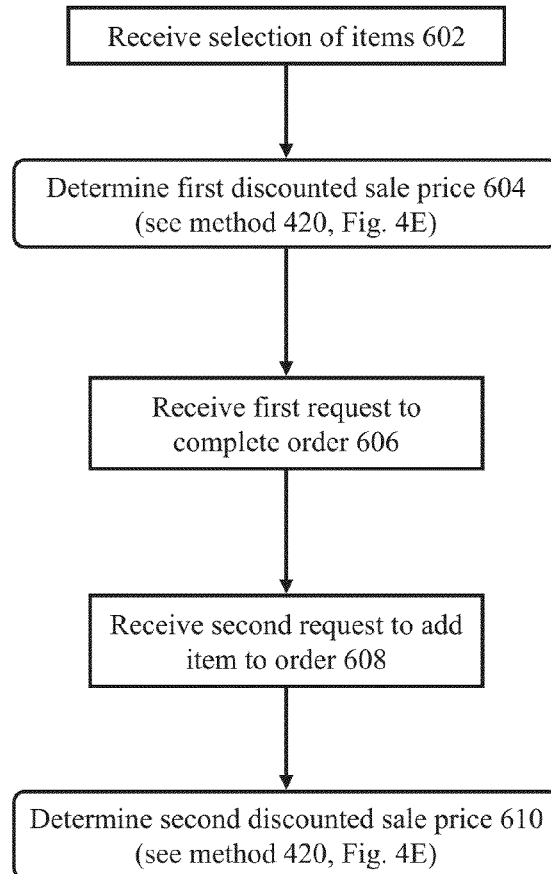 Receive selection of items 602
Determine first discounted sale price 604
(see method 420, Fig. 4E)
Receive first request to
complete order 606
Receive second request to add
item to order 608
Determine second discounted sale price 610
(see method 420, Fig. 4E)